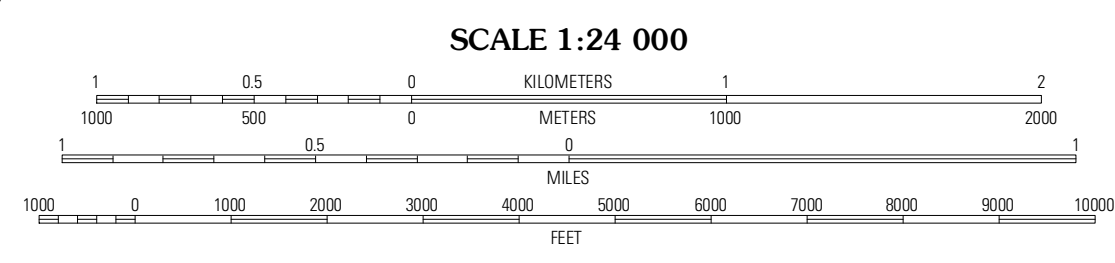 SCALE 1:24 000
1 0.5 0 KILOMETERS 1 2
1000 500 0 METERS 1000 2000
1 0.5 0 1
MILES
1000 0 1000 2000 3000 4000 5000 6000 7000 8000 9000 10000
FEET